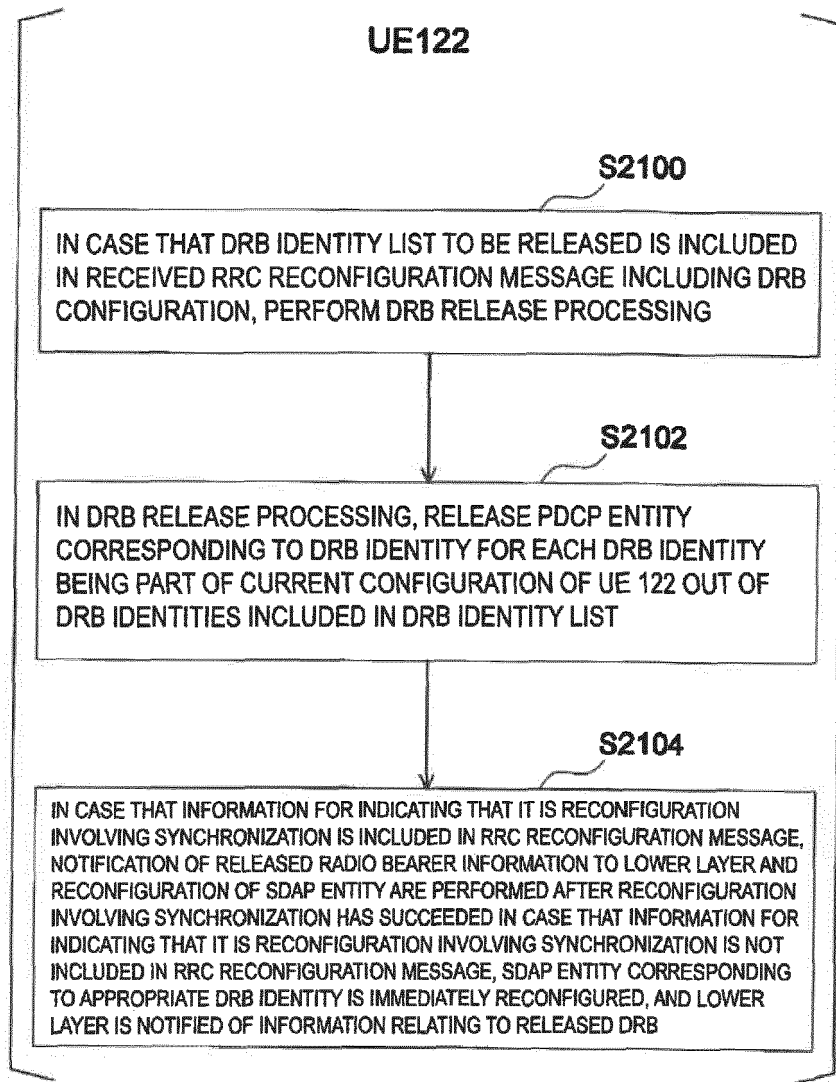 UE122
S2100
IN CASE THAT DRB IDENTITY LIST TO BE RELEASED IS INCLUDED
IN RECEIVED RRC RECONFIGURATION MESSAGE INCLUDING DRB
CONFIGURATION, PERFORM DRB RELEASE PROCESSING
S2102
IN DRB RELEASE PROCESSING, RELEASE PDCP ENTITY
CORRESPONDING TO DRB IDENTITY FOR EACH DRB IDENTITY
BEING PART OF CURRENT CONFIGURATION OF UE 122 OUT OF
DRB IDENTITIES INCLUDED IN DRB IDENTITY LIST
S2104
IN CASE THAT INFORMATION FOR INDICATING THAT IT IS RECONFIGURATION
INVOLVING SYNCHRONIZATION IS INCLUDED IN RRC RECONFIGURATION MESSAGE,
NOTIFICATION OF RELEASED RADIO BEARER INFORMATION TO LOWER LAYER AND
RECONFIGURATION OF SDAP ENTITY ARE PERFORMED AFTER RECONFIGURATION
INVOLVING SYNCHRONIZATION HAS SUCCEEDED IN CASE THAT INFORMATION FOR
INDICATING THAT IT IS RECONFIGURATION INVOLVING SYNCHRONIZATION IS NOT
INCLUDED IN RRC RECONFIGURATION MESSAGE, SDAP ENTITY CORRESPONDING
TO APPROPRIATE DRB IDENTITY IS IMMEDIATELY RECONFIGURED, AND LOWER
LAYER IS NOTIFIED OF INFORMATION RELATING TO RELEASED DRB